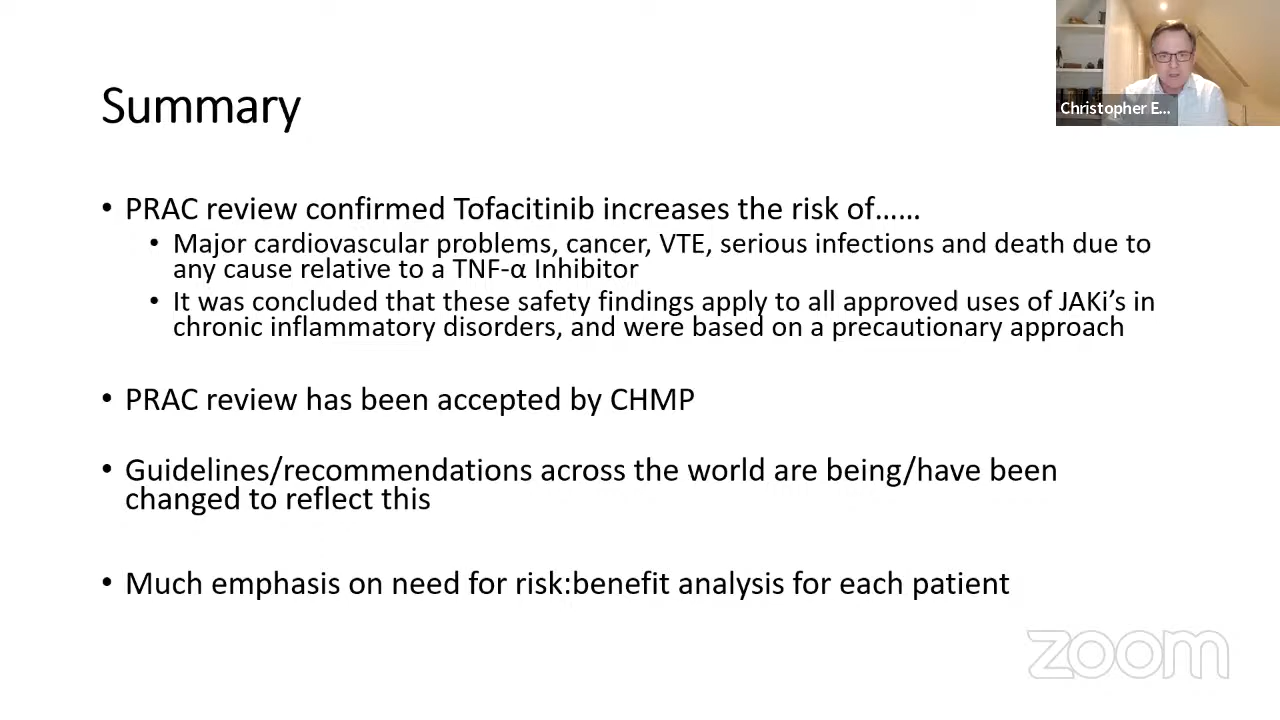 Christopher E...
Summary
• PRAC review confirmed Tofacitinib increases the risk of……
• Major cardiovascular problems, cancer, VTE, serious infections and death due to
any cause relative to a TNF-α Inhibitor
• It was concluded that these safety findings apply to all approved uses of JAKi’s in
chronic inflammatory disorders, and were based on a precautionary approach
• PRAC review has been accepted by CHMP
• Guidelines/recommendations across the world are being/have been
changed to reflect this
• Much emphasis on need for risk:benefit analysis for each patient
zoom